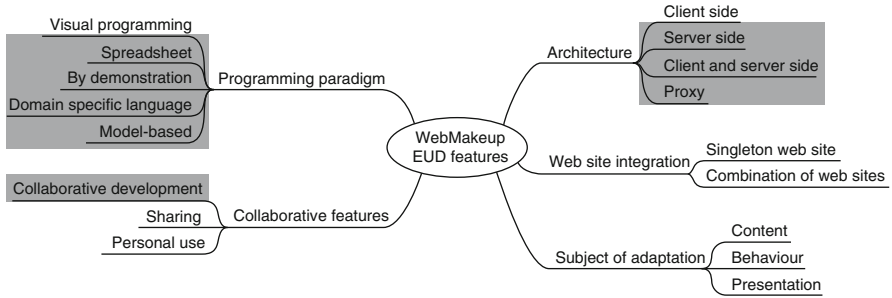 Visual programming
Spreadsheet
By demonstration
Domain specific language
Model-based
Programming paradigm
Collaborative development
Sharing
Personal use
Collaborative features
WebMakeup
EUD features
Architecture
Client side
Server side
Client and server side
Proxy
Web site integration
Singleton web site
Combination of web sites
Subject of adaptation
Content
Behaviour
Presentation